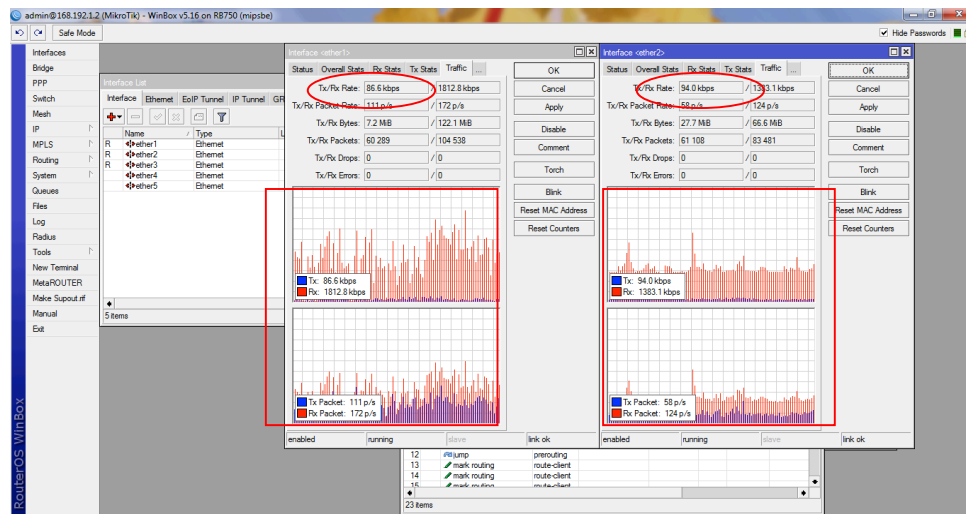 admin@168.192.1.2 (MikroTik) - WinBox v5.16 on RB750 (mipsbe)
Safe Mode
Hide Passwords
Interfaces
Bridge
PPP
Switch
Mesh
IP
MPLS
Routing
System
Queues
Files
Log
Radius
Tools
New Terminal
MetaROUTER
Make Supout.rif
Manual
Exit
RouterOS WinBox
Interface List
Interface Ethernet EoIP Tunnel IP Tunnel GR
Name / Type L
R ether1 Ethernet
R ether2 Ethernet
R ether3 Ethernet
ether4 Ethernet
ether5 Ethernet
5 items
Interface <ether1>
Status Overall Stats Rx Stats Tx Stats Traffic ...
Tx/Rx Rate: 86.6 kbps / 1812.8 kbps
Tx/Rx Packet Rate: 111 p/s / 172 p/s
Tx/Rx Bytes: 7.2 MiB / 122.1 MiB
Tx/Rx Packets: 60 289 / 104 538
Tx/Rx Drops: 0 / 0
Tx/Rx Errors: 0 / 0
Tx: 86.6 kbps
Rx: 1812.8 kbps
Tx Packet: 111 p/s
Rx Packet: 172 p/s
OK
Cancel
Apply
Disable
Comment
Torch
Blink
Reset MAC Address
Reset Counters
enabled running slave link ok
Interface <ether2>
Status Overall Stats Rx Stats Tx Stats Traffic ...
Tx/Rx Rate: 94.0 kbps / 1383.1 kbps
Tx/Rx Packet Rate: 58 p/s / 124 p/s
Tx/Rx Bytes: 27.7 MiB / 66.6 MiB
Tx/Rx Packets: 61 108 / 83 481
Tx/Rx Drops: 0 / 0
Tx/Rx Errors: 0 / 0
Tx: 94.0 kbps
Rx: 1383.1 kbps
Tx Packet: 58 p/s
Rx Packet: 124 p/s
OK
Cancel
Apply
Disable
Comment
Torch
Blink
Reset MAC Address
Reset Counters
enabled running slave link ok
12 jump prerouting
13 mark routing route-client
14 mark routing route-client
15 mark routing route-client
23 items